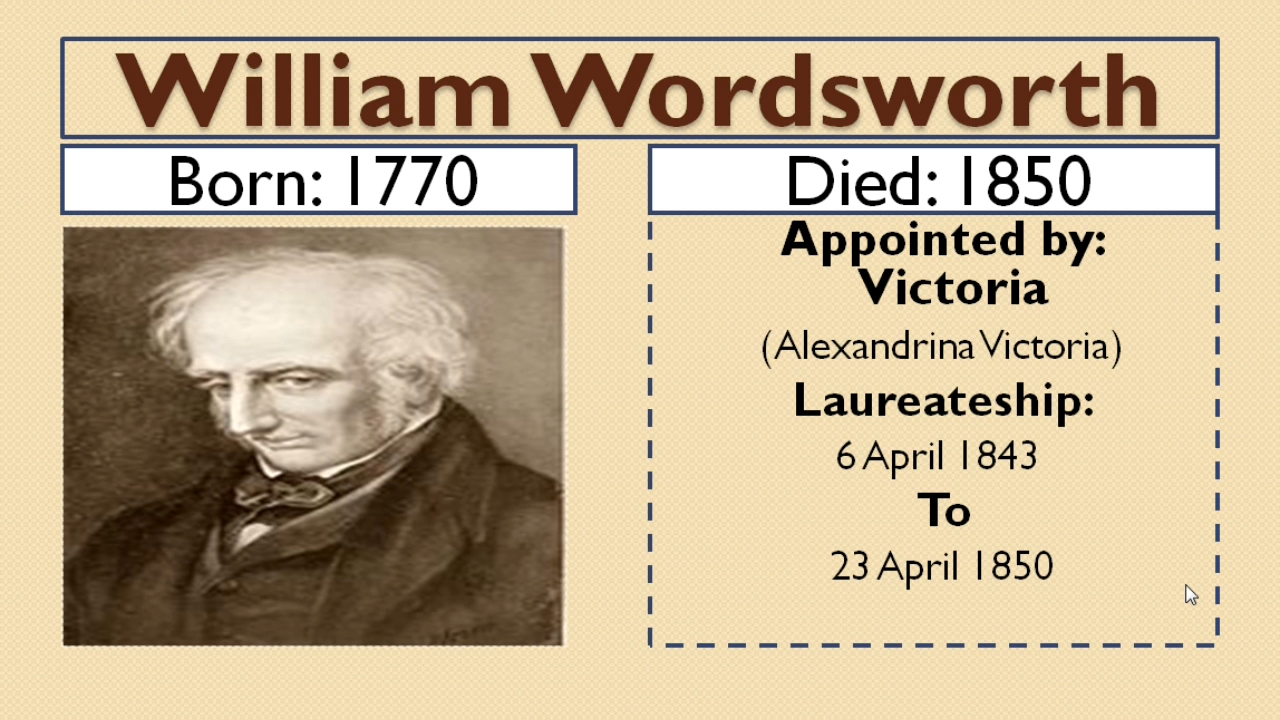 William Wordsworth
Born: 1770
Died: 1850
Appointed by:
Victoria
(Alexandrina Victoria)
Laureateship:
6 April 1843
To
23 April 1850